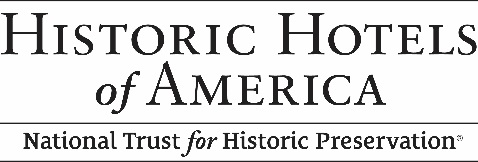 Historic Hotels
of America
National Trust for Historic Preservation®